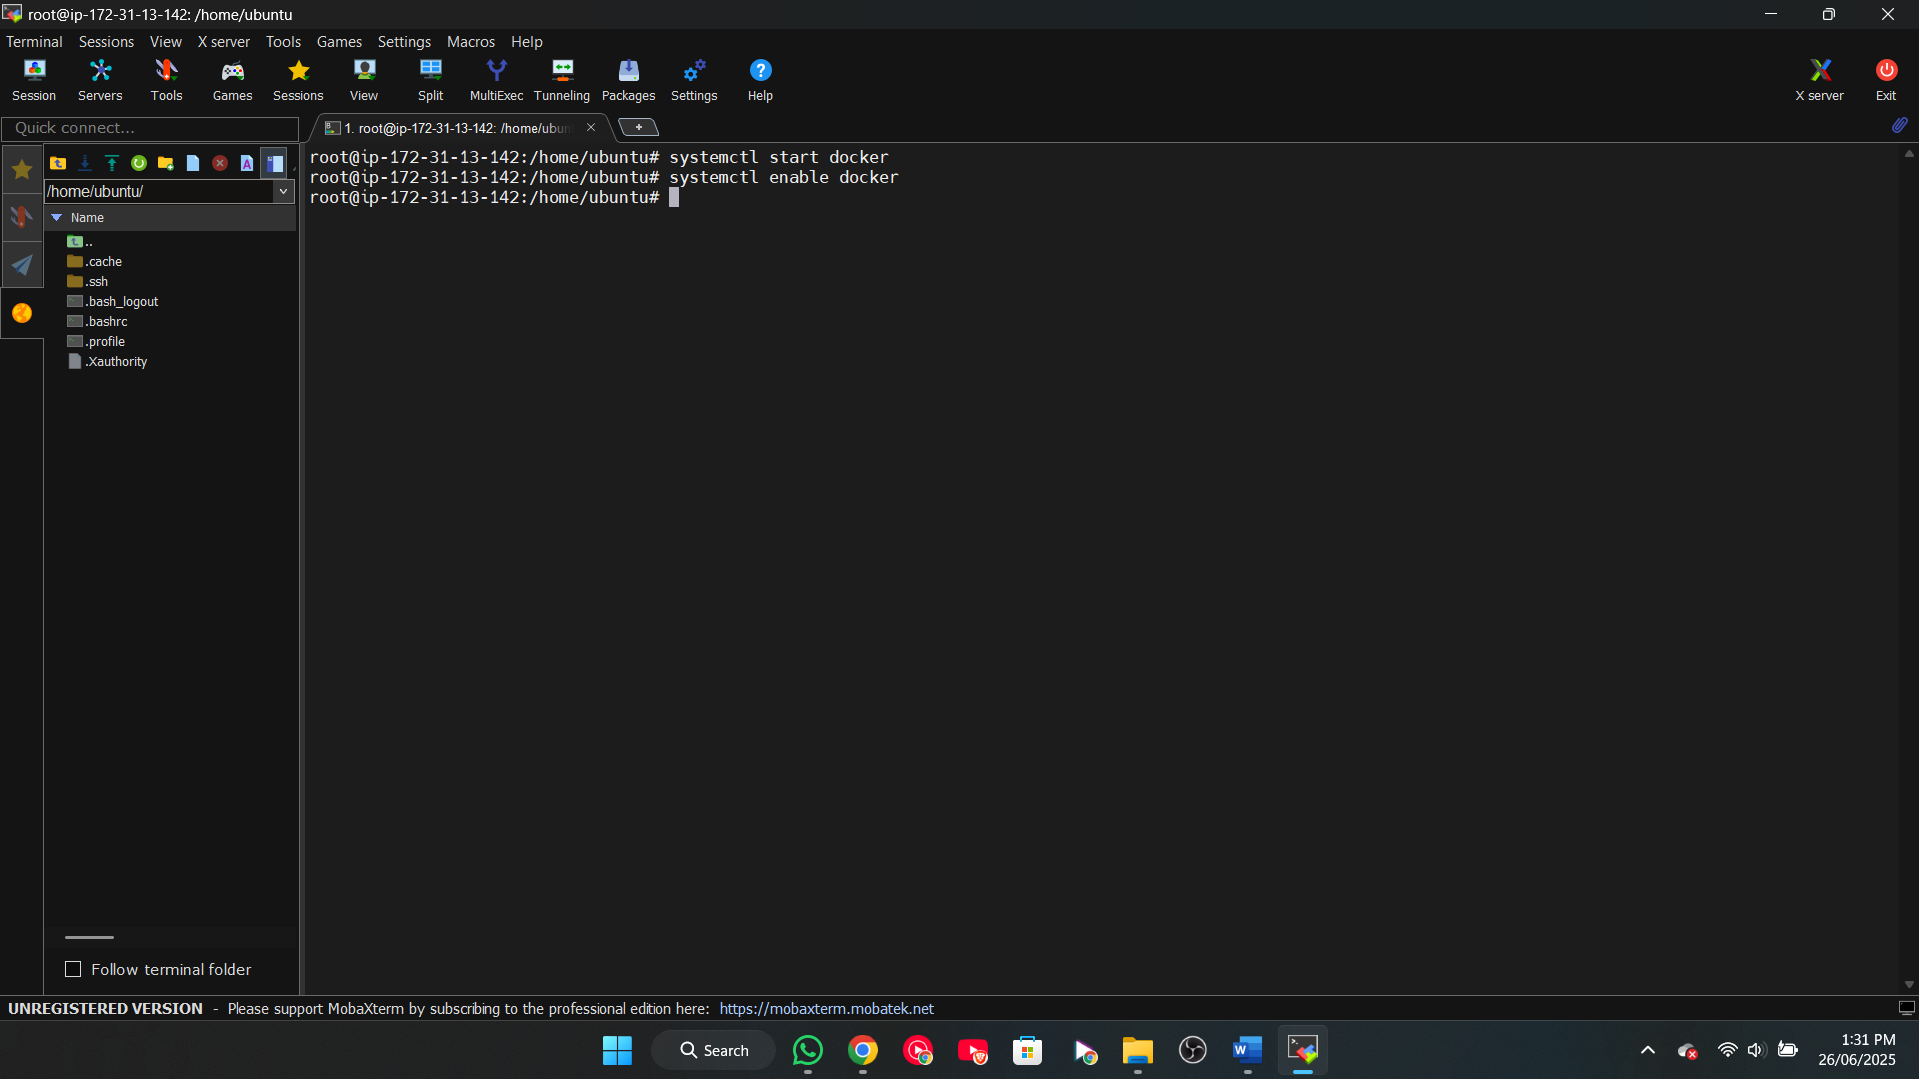 root@ip-172-31-13-142: /home/ubuntu
Terminal Sessions View X server Tools Games Settings Macros Help
Session Servers Tools Games Sessions View Split MultiExec Tunneling Packages Settings Help X server Exit
Quick connect...
1. root@ip-172-31-13-142: /home/ubun
/home/ubuntu/
Name
..
.cache
.ssh
.bash_logout
.bashrc
.profile
.Xauthority
root@ip-172-31-13-142:/home/ubuntu# systemctl start docker
root@ip-172-31-13-142:/home/ubuntu# systemctl enable docker
root@ip-172-31-13-142:/home/ubuntu#
Follow terminal folder
UNREGISTERED VERSION - Please support MobaXterm by subscribing to the professional edition here: https://mobaxterm.mobatek.net
Search
1:31 PM
26/06/2025